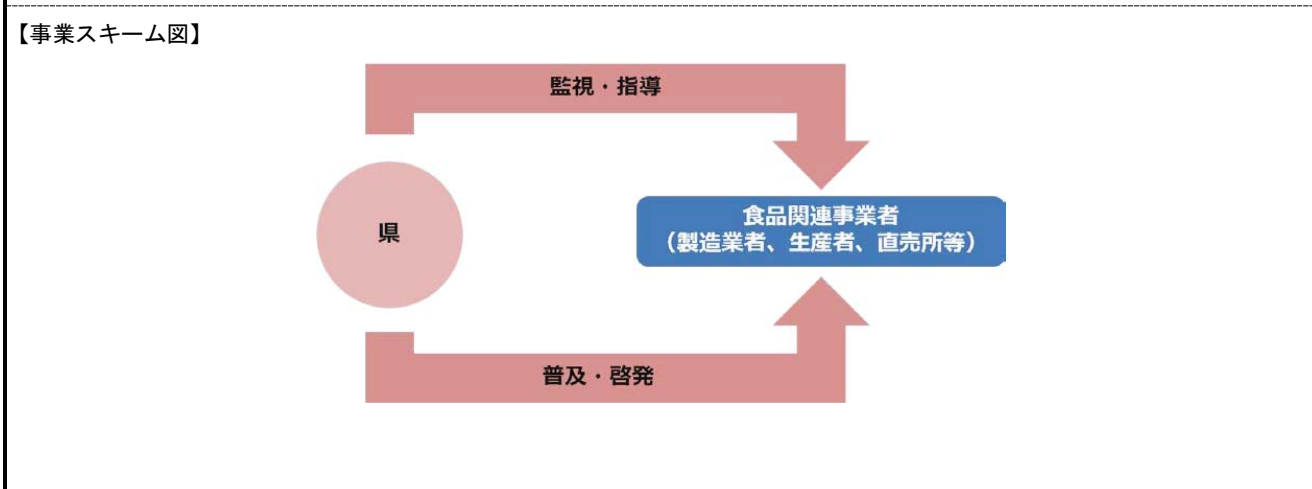 【事業スキーム図】
監視・指導
県
食品関連事業者
（製造業者、生産者、直売所等）
普及・啓発